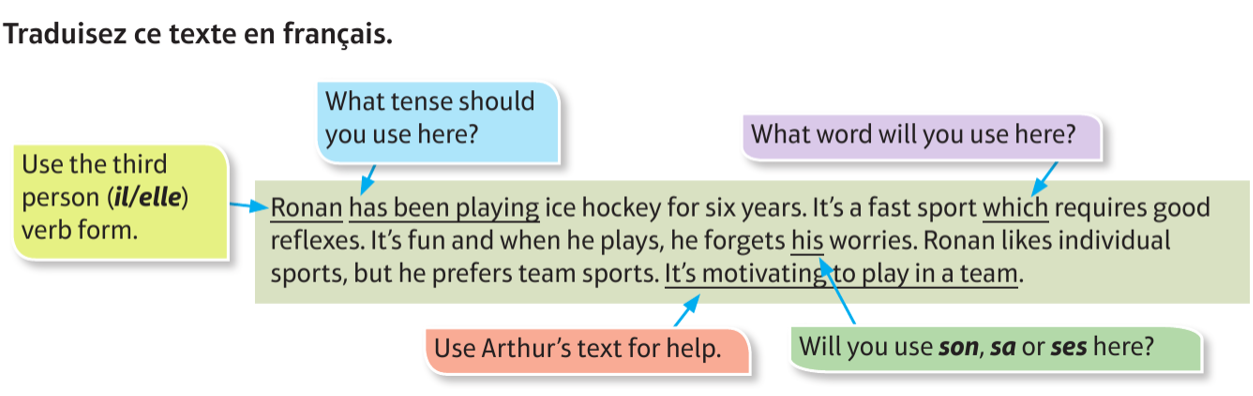 Traduisez ce texte en français.
What tense should
you use here?
What word will you use here?
Use the third
person (il/elle)
verb form.
Ronan has been playing ice hockey for six years. It’s a fast sport which requires good
reflexes. It’s fun and when he plays, he forgets his worries. Ronan likes individual
sports, but he prefers team sports. It’s motivating to play in a team.
Use Arthur’s text for help.
Will you use son, sa or ses here?